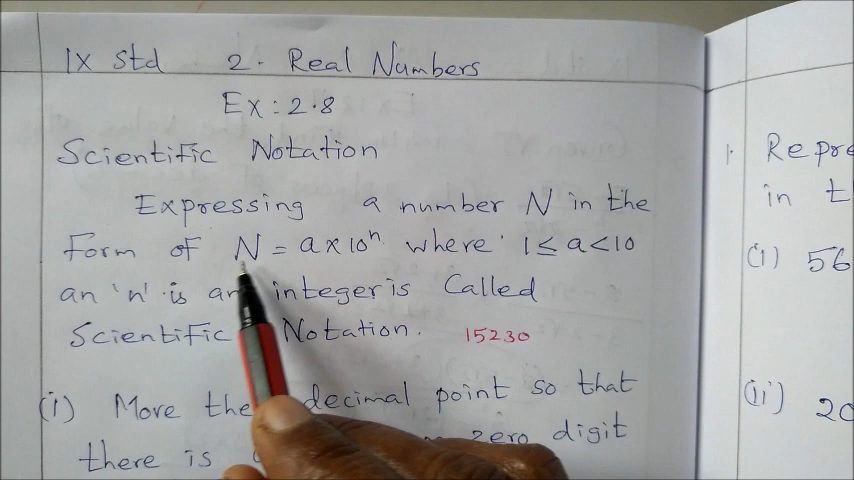 IX Std 2. Real Numbers
Ex: 2.8
Scientific Notation
Expressing a number N in the
Form of N = a × 10ⁿ where 1 ≤ a < 10
an 'n' is an integer is Called
Scientific Notation. 15230
(i) Move the decimal point so that
there is zero digit
1. Repre
in t
(i) 56
(ii) 20